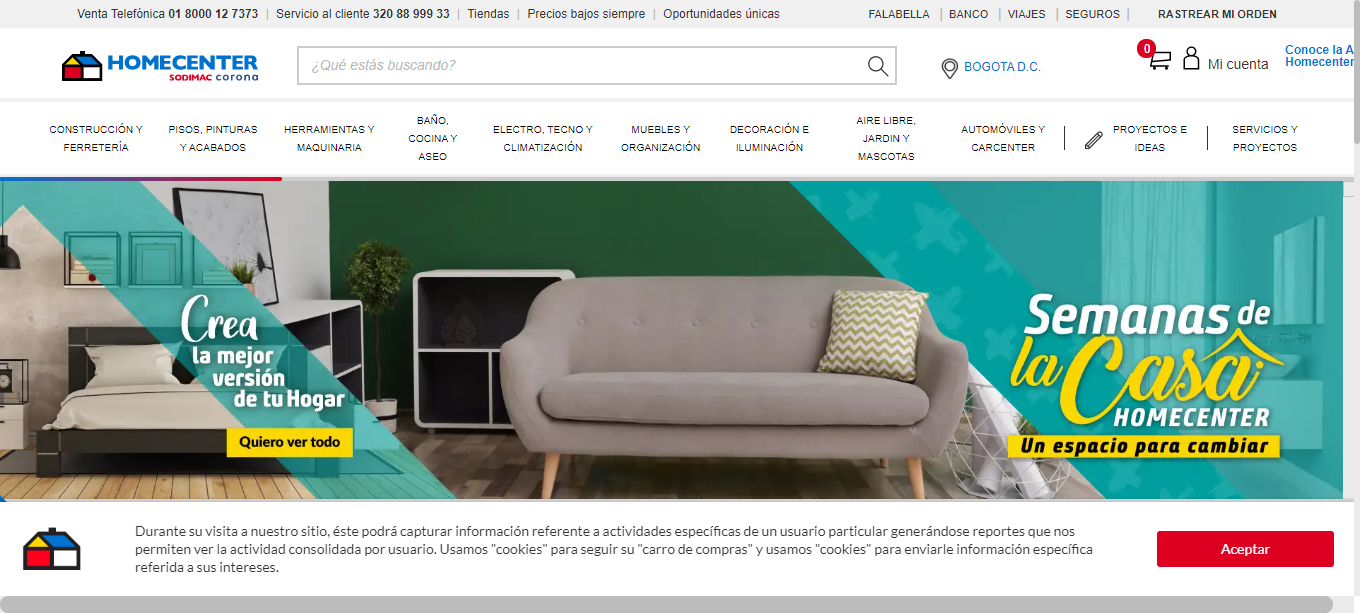 Venta Telefónica 01 8000 12 7373 | Servicio al cliente 320 88 999 33 | Tiendas | Precios bajos siempre | Oportunidades únicas
FALABELLA | BANCO | VIAJES | SEGUROS | RASTREAR MI ORDEN
HOMECENTER
SODIMAC corona
¿Qué estás buscando?
BOGOTA D.C.
0
Mi cuenta
Conoce la A
Homecenter
CONSTRUCCIÓN Y
FERRETERÍA
PISOS, PINTURAS
Y ACABADOS
HERRAMIENTAS Y
MAQUINARIA
BAÑO,
COCINA Y
ASEO
ELECTRO, TECNO Y
CLIMATIZACIÓN
MUEBLES Y
ORGANIZACIÓN
DECORACIÓN E
ILUMINACIÓN
AIRE LIBRE,
JARDIN Y
MASCOTAS
AUTOMÓVILES Y
CARCENTER
PROYECTOS E
IDEAS
SERVICIOS Y
PROYECTOS
Crea
la mejor
versión
de tu Hogar
Quiero ver todo
Semanas de
la Casa
HOMECENTER
Un espacio para cambiar
Durante su visita a nuestro sitio, éste podrá capturar información referente a actividades específicas de un usuario particular generándose reportes que nos
permiten ver la actividad consolidada por usuario. Usamos "cookies" para seguir su "carro de compras" y usamos "cookies" para enviarle información específica
referida a sus intereses.
Aceptar